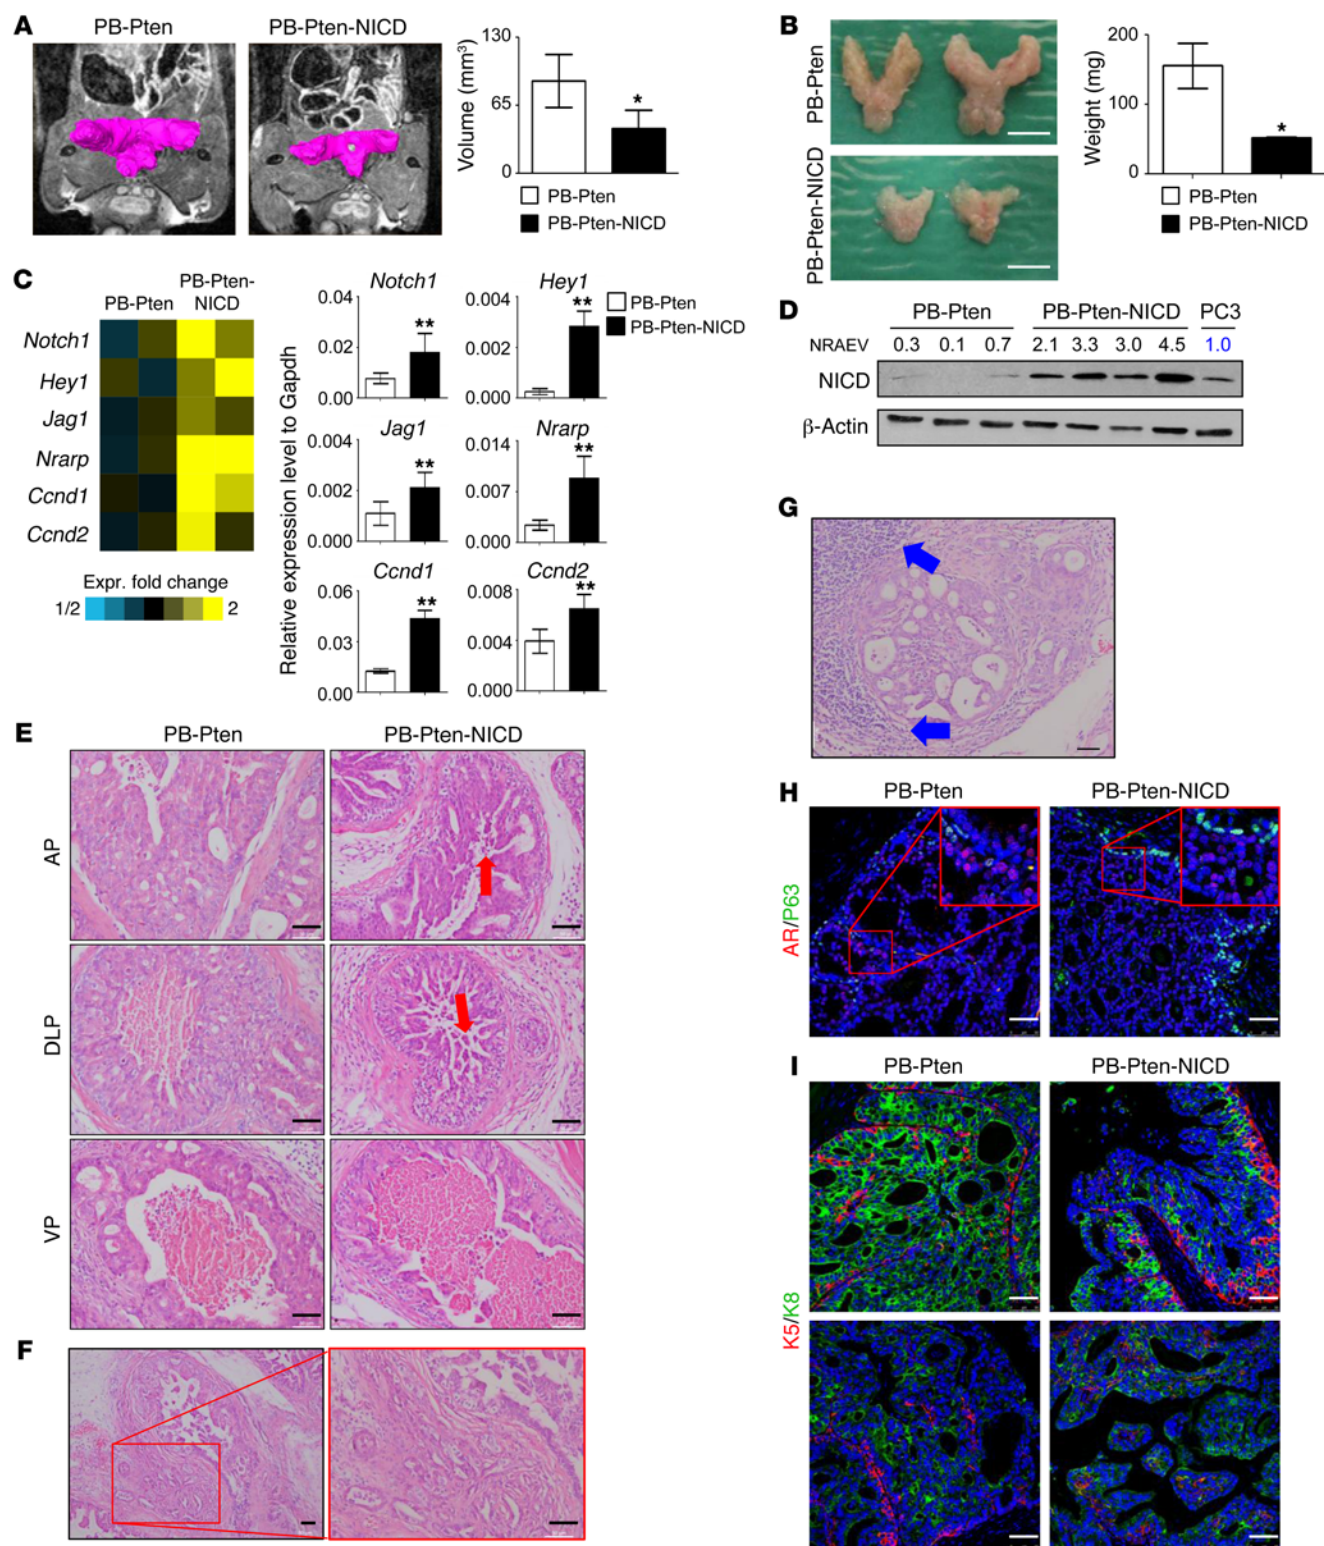 A
PB-Pten
PB-Pten-NICD
Volume (mm³)
130
65
0
*
PB-Pten
PB-Pten-NICD
B
PB-Pten
PB-Pten-NICD
Weight (mg)
200
100
0
*
PB-Pten
PB-Pten-NICD
C
PB-Pten
PB-Pten-
NICD
Notch1
Hey1
Jag1
Nrarp
Ccnd1
Ccnd2
Expr. fold change
1/2
2
Relative expression level to Gapdh
Notch1
0.04
0.02
0.00
**
Hey1
0.004
0.002
0.000
**
PB-Pten
PB-Pten-NICD
Jag1
0.004
0.002
0.000
**
Nrarp
0.014
0.007
0.000
**
Ccnd1
0.06
0.03
0.00
**
Ccnd2
0.008
0.004
0.000
**
D
PB-Pten
PB-Pten-NICD
PC3
NRAEV 0.3 0.1 0.7 2.1 3.3 3.0 4.5 1.0
NICD
β-Actin
E
PB-Pten
PB-Pten-NICD
AP
DLP
VP
F
G
H
PB-Pten
PB-Pten-NICD
AR/P63
I
PB-Pten
PB-Pten-NICD
K5/K8